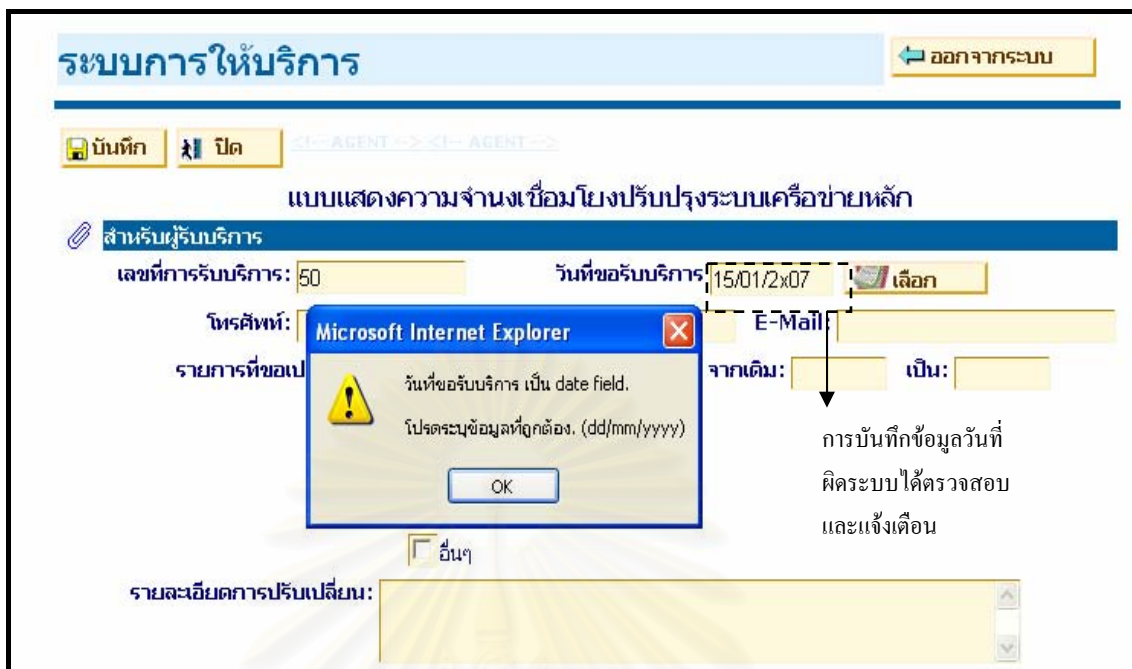 ระบบการให้บริการ
ออกจากระบบ
บันทึก ปิด <!-- AGENT --> <!-- AGENT -->
แบบแสดงความจำนงเชื่อมโยงปรับปรุงระบบเครือข่ายหลัก
สำหรับผู้รับบริการ
เลขที่การรับบริการ: 50 วันที่ขอรับบริการ 15/01/2x07 เลือก
โทรศัพท์: E-Mail:
Microsoft Internet Explorer
รายการที่ขอเป จากเดิม: เป็น:
วันที่ขอรับบริการ เป็น date field.
โปรดระบุข้อมูลที่ถูกต้อง. (dd/mm/yyyy)
OK
การบันทึกข้อมูลวันที่
ผิดระบบได้ตรวจสอบ
และแจ้งเตือน
อื่นๆ
รายละเอียดการปรับเปลี่ยน: